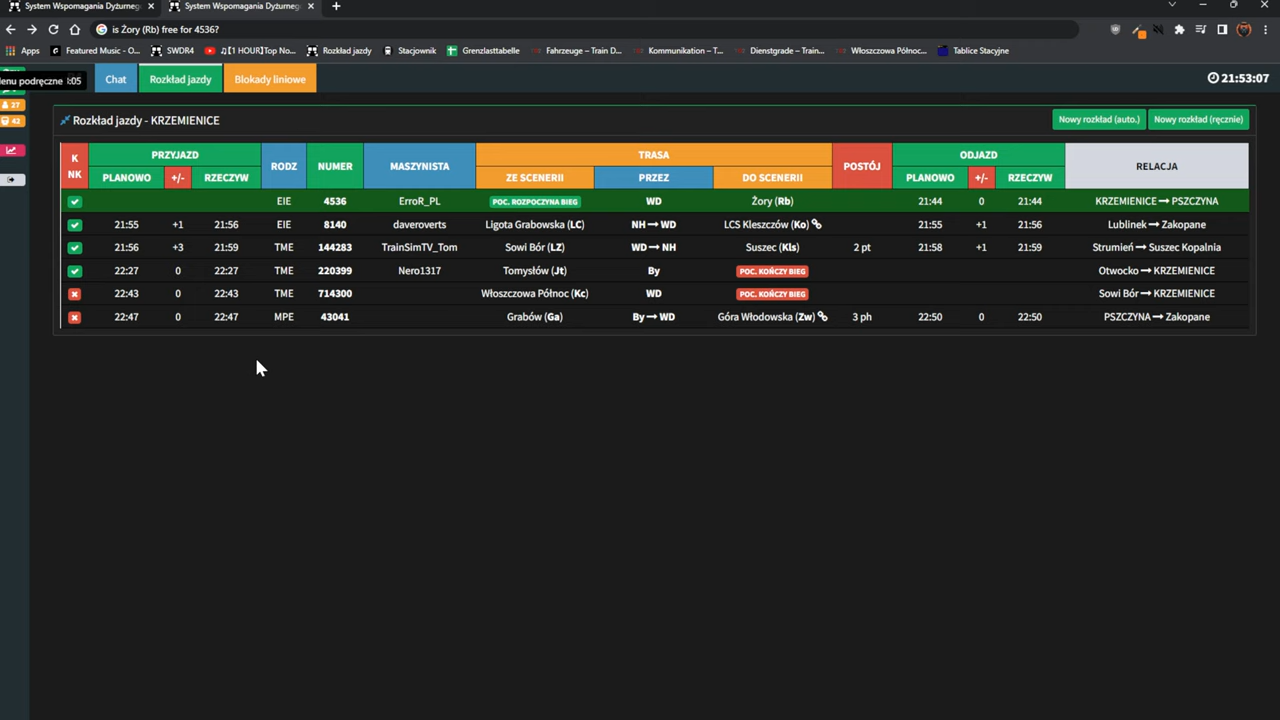 System Wspomagania Dyżurneg × System Wspomagania Dyżurneg × +
is Żory (Rb) free for 4536?
Apps Featured Music - O... SWDR4 【1 HOUR】Top No... Rozkład jazdy Stacjownik Grenzlasttabelle Fahrzeuge – Train D... Kommunikation – T... Dienstgrade – Train... Włoszczowa Północ... Tablice Stacyjne
Menu podręczne Chat Rozkład jazdy Blokady liniowe 21:53:07
27
42
Rozkład jazdy - KRZEMIENICE Nowy rozkład (auto.) Nowy rozkład (ręcznie)
K NK PRZYJAZD RODZ NUMER MASZYNISTA TRASA POSTÓJ ODJAZD RELACJA
PLANOWO +/- RZECZYW ZE SCENERII PRZEZ DO SCENERII PLANOWO +/- RZECZYW
EIE 4536 ErroR_PL POC. ROZPOCZYNA BIEG WD Żory (Rb) 21:44 0 21:44 KRZEMIENICE → PSZCZYNA
21:55 +1 21:56 EIE 8140 daveroverts Ligota Grabowska (LC) NH → WD LCS Kleszczów (Ko) 21:55 +1 21:56 Lublinek → Zakopane
21:56 +3 21:59 TME 144283 TrainSimTV_Tom Sowi Bór (LZ) WD → NH Suszec (Kls) 2 pt 21:58 +1 21:59 Strumień → Suszec Kopalnia
22:27 0 22:27 TME 220399 Nero1317 Tomysłów (Jt) By POC. KOŃCZY BIEG Otwocko → KRZEMIENICE
22:43 0 22:43 TME 714300 Włoszczowa Północ (Kc) WD POC. KOŃCZY BIEG Sowi Bór → KRZEMIENICE
22:47 0 22:47 MPE 43041 Grabów (Ga) By → WD Góra Włodowska (Zw) 3 ph 22:50 0 22:50 PSZCZYNA → Zakopane